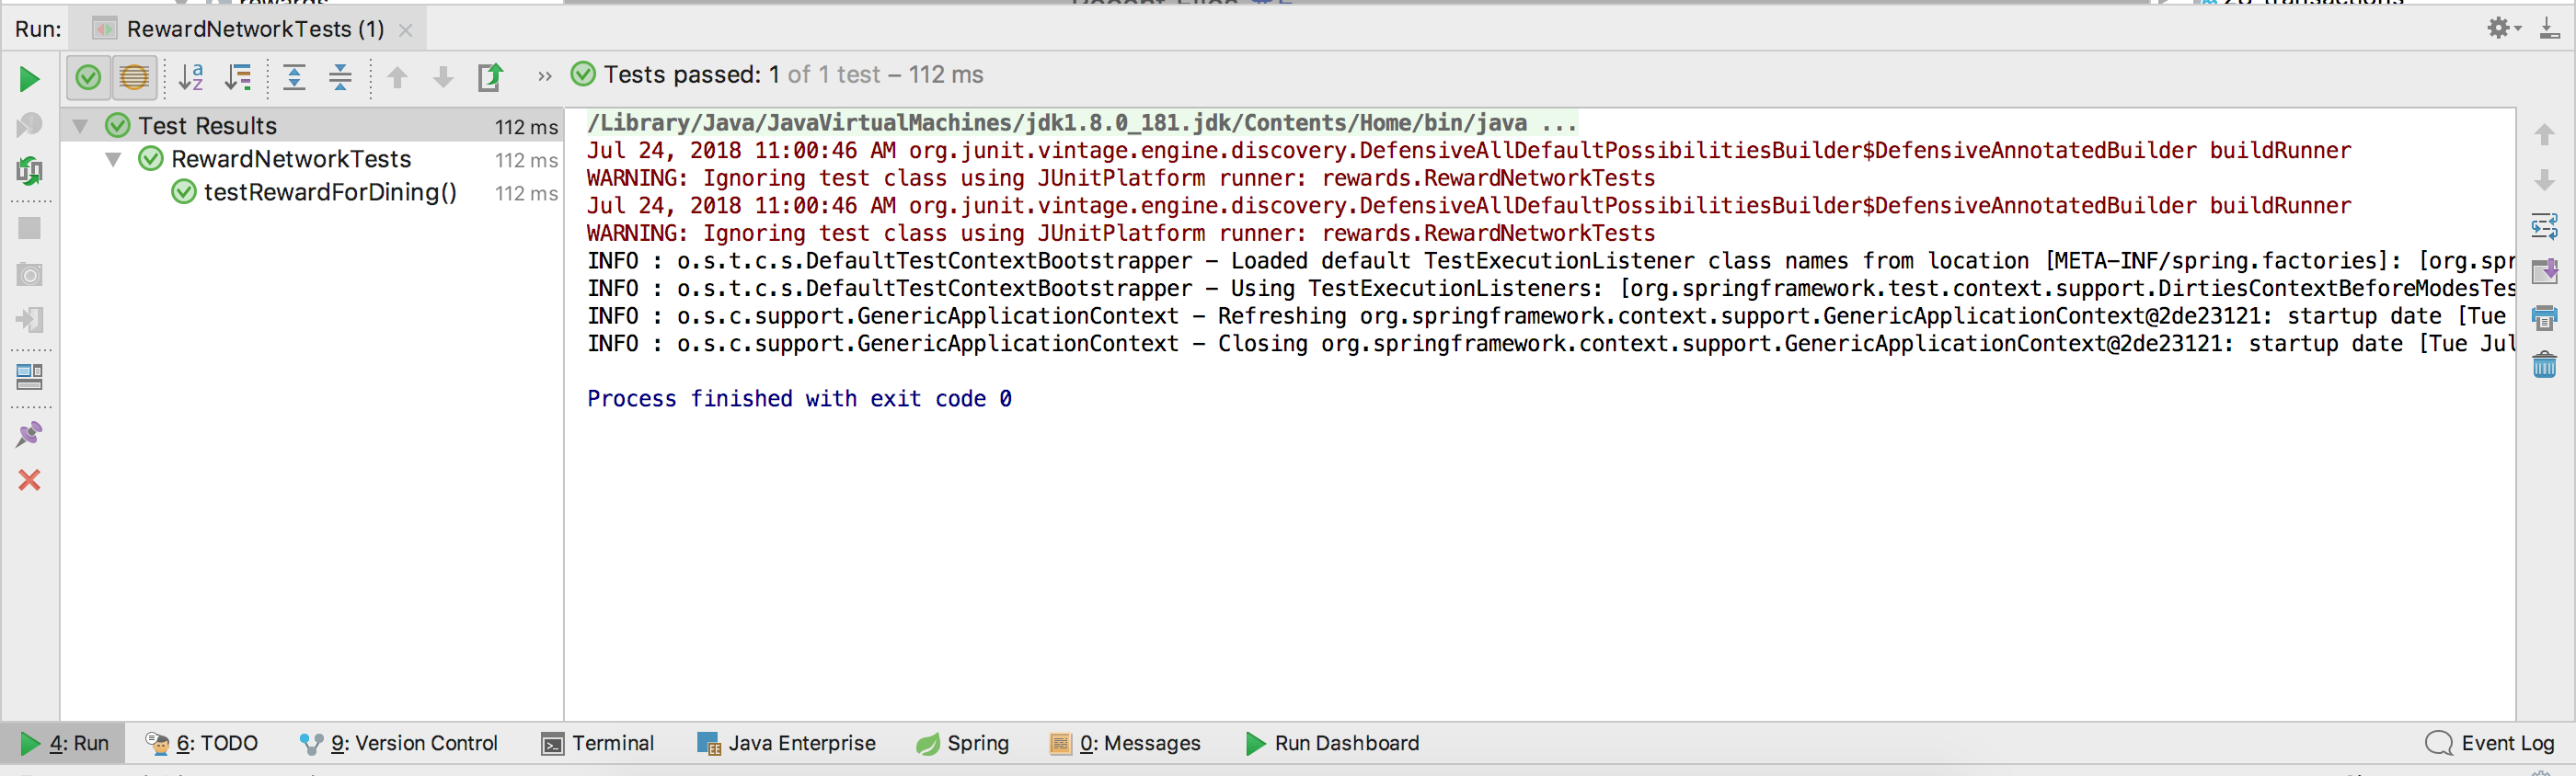 Run: RewardNetworkTests (1)
Tests passed: 1 of 1 test – 112 ms
Test Results 112 ms
RewardNetworkTests 112 ms
testRewardForDining() 112 ms
/Library/Java/JavaVirtualMachines/jdk1.8.0_181.jdk/Contents/Home/bin/java ...
Jul 24, 2018 11:00:46 AM org.junit.vintage.engine.discovery.DefensiveAllDefaultPossibilitiesBuilder$DefensiveAnnotatedBuilder buildRunner
WARNING: Ignoring test class using JUnitPlatform runner: rewards.RewardNetworkTests
Jul 24, 2018 11:00:46 AM org.junit.vintage.engine.discovery.DefensiveAllDefaultPossibilitiesBuilder$DefensiveAnnotatedBuilder buildRunner
WARNING: Ignoring test class using JUnitPlatform runner: rewards.RewardNetworkTests
INFO : o.s.t.c.s.DefaultTestContextBootstrapper - Loaded default TestExecutionListener class names from location [META-INF/spring.factories]: [org.spr
INFO : o.s.t.c.s.DefaultTestContextBootstrapper - Using TestExecutionListeners: [org.springframework.test.context.support.DirtiesContextBeforeModesTes
INFO : o.s.c.support.GenericApplicationContext - Refreshing org.springframework.context.support.GenericApplicationContext@2de23121: startup date [Tue
INFO : o.s.c.support.GenericApplicationContext - Closing org.springframework.context.support.GenericApplicationContext@2de23121: startup date [Tue Jul
Process finished with exit code 0
4: Run 6: TODO 9: Version Control Terminal Java Enterprise Spring 0: Messages Run Dashboard Event Log